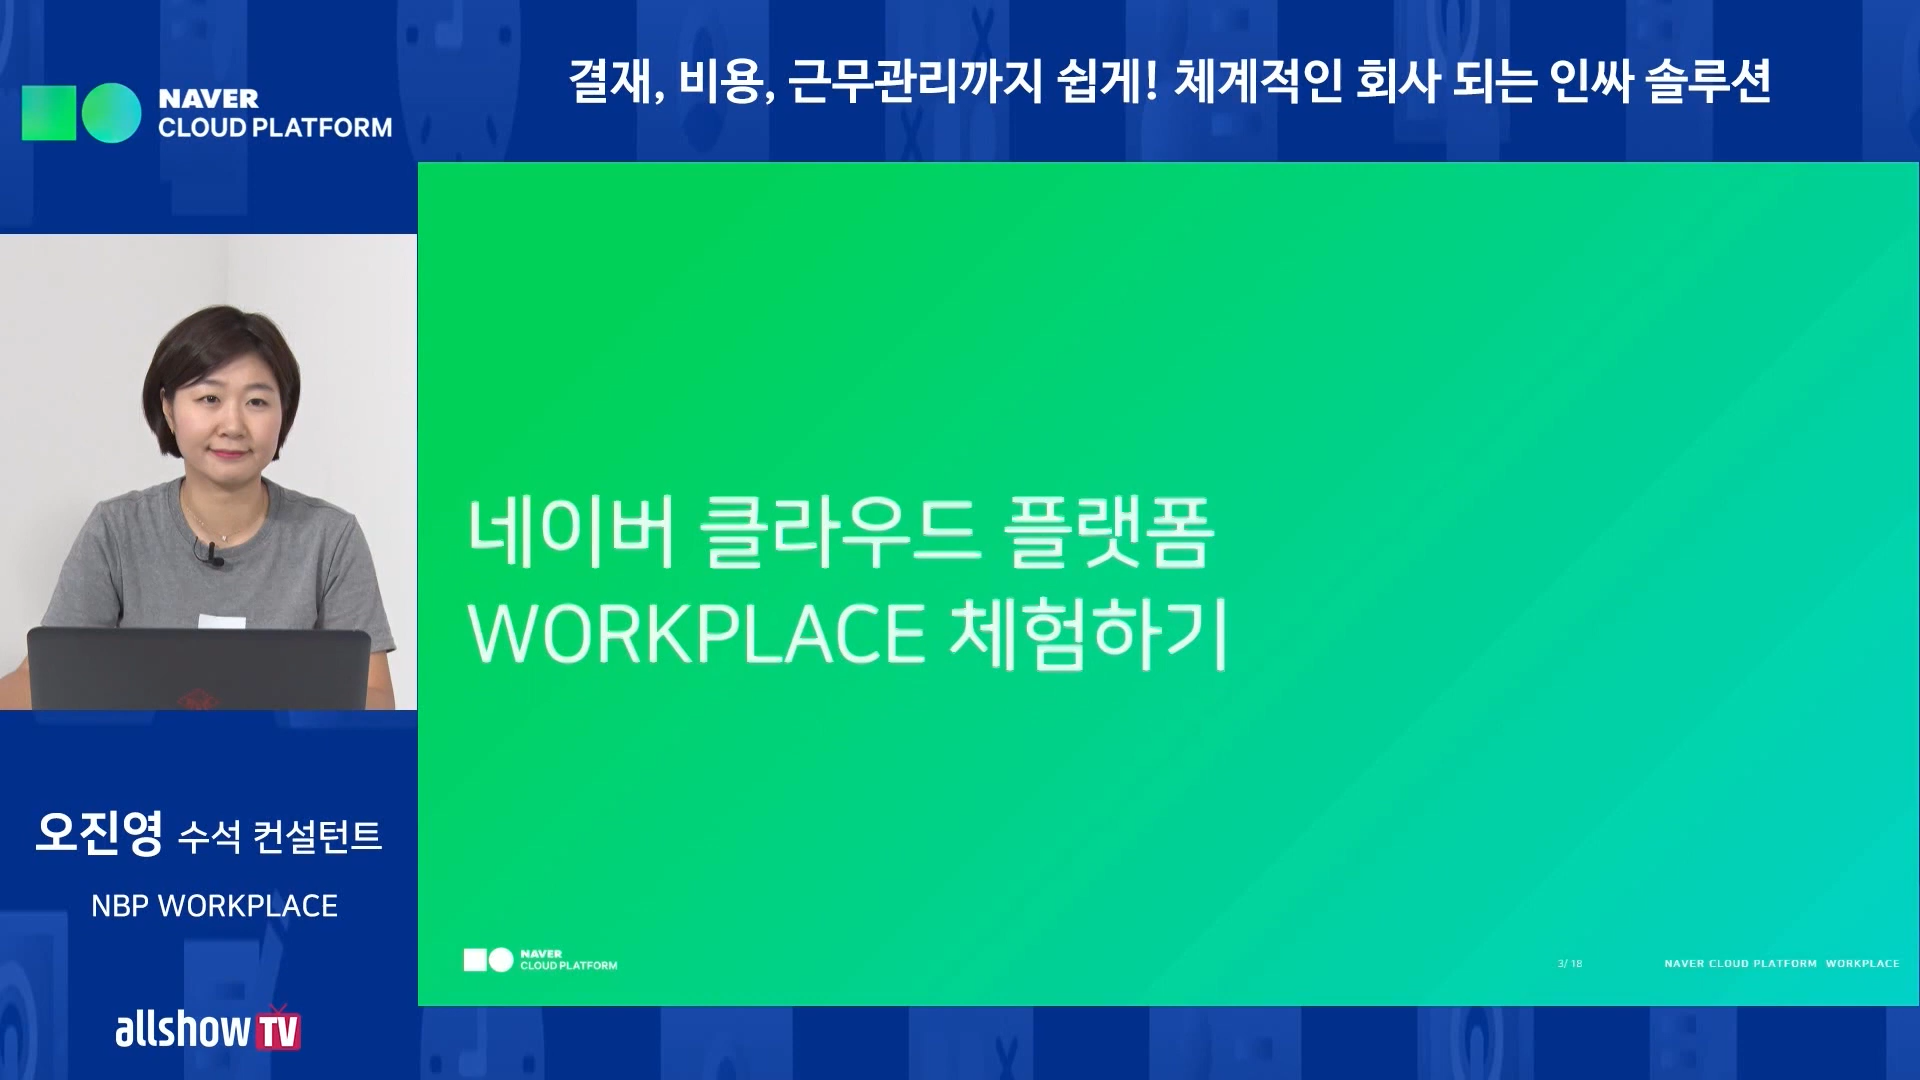 NAVER
CLOUD PLATFORM
결재, 비용, 근무관리까지 쉽게! 체계적인 회사 되는 인싸 솔루션
네이버 클라우드 플랫폼
WORKPLACE 체험하기
오진영 수석 컨설턴트
NBP WORKPLACE
allshow TV
NAVER
CLOUD PLATFORM
3/ 18
NAVER CLOUD PLATFORM WORKPLACE